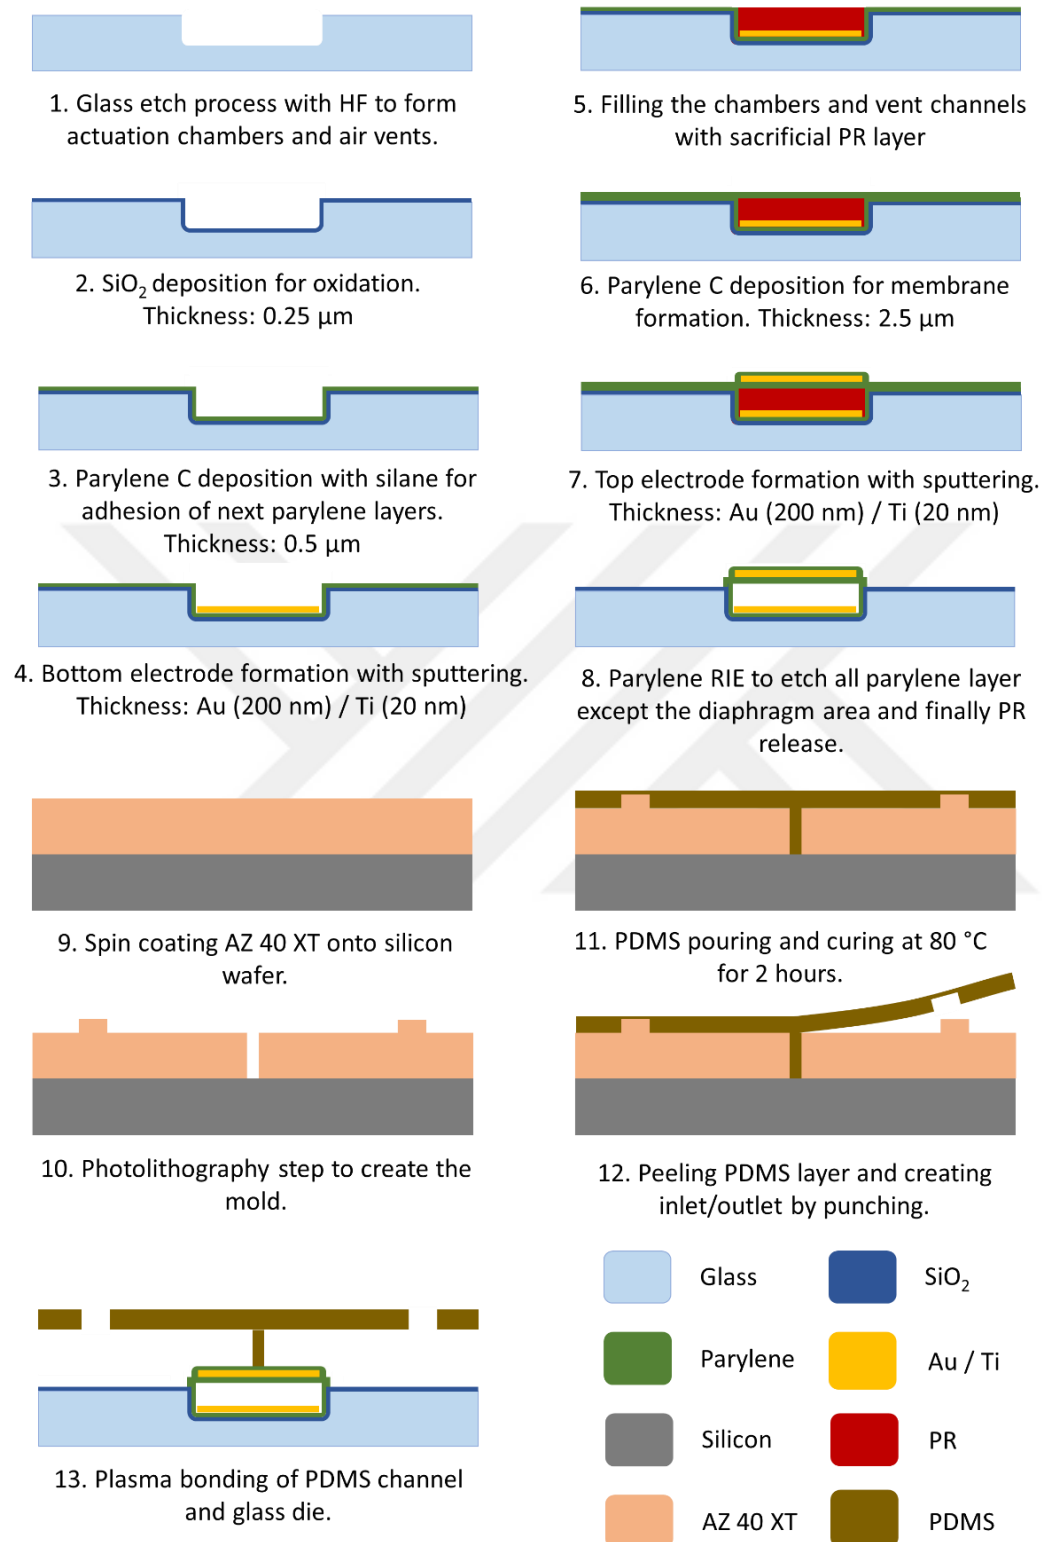 1. Glass etch process with HF to form
actuation chambers and air vents.
2. SiO₂ deposition for oxidation.
Thickness: 0.25 µm
3. Parylene C deposition with silane for
adhesion of next parylene layers.
Thickness: 0.5 µm
4. Bottom electrode formation with sputtering.
Thickness: Au (200 nm) / Ti (20 nm)
5. Filling the chambers and vent channels
with sacrificial PR layer
6. Parylene C deposition for membrane
formation. Thickness: 2.5 µm
7. Top electrode formation with sputtering.
Thickness: Au (200 nm) / Ti (20 nm)
8. Parylene RIE to etch all parylene layer
except the diaphragm area and finally PR
release.
9. Spin coating AZ 40 XT onto silicon
wafer.
10. Photolithography step to create the
mold.
11. PDMS pouring and curing at 80 °C
for 2 hours.
12. Peeling PDMS layer and creating
inlet/outlet by punching.
13. Plasma bonding of PDMS channel
and glass die.
Glass
SiO₂
Parylene
Au / Ti
Silicon
PR
AZ 40 XT
PDMS